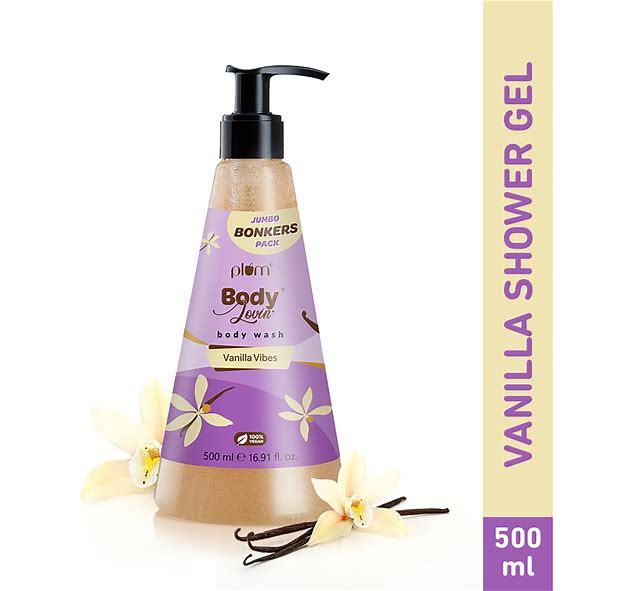 JUMBO
BONKERS
PACK
plum®
Body®
Lovin'
body wash
Vanilla Vibes
100%
VEGAN
500 ml ℮ 16.91 fl. oz.
VANILLA SHOWER GEL
500
ml